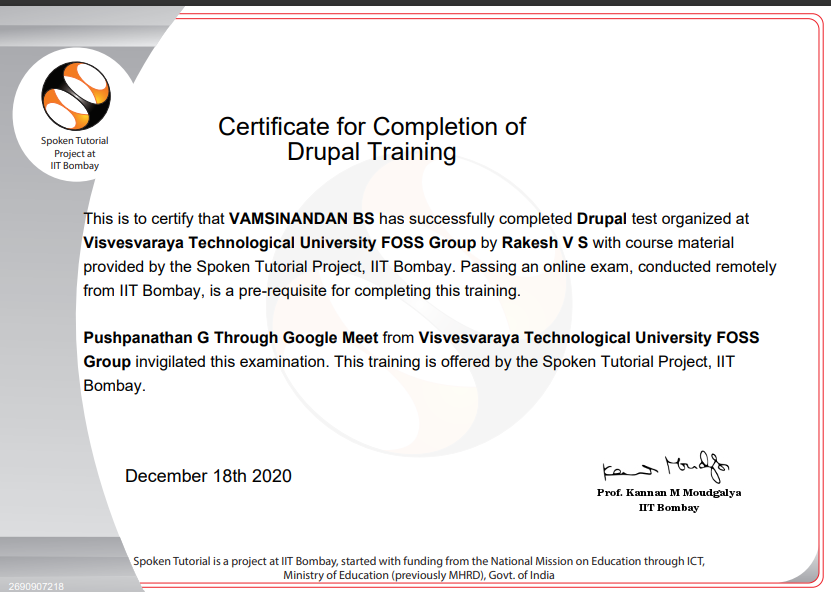 Spoken Tutorial
Project at
IIT Bombay
Certificate for Completion of
Drupal Training
This is to certify that VAMSINANDAN BS has successfully completed Drupal test organized at
Visvesvaraya Technological University FOSS Group by Rakesh V S with course material
provided by the Spoken Tutorial Project, IIT Bombay. Passing an online exam, conducted remotely
from IIT Bombay, is a pre-requisite for completing this training.
Pushpanathan G Through Google Meet from Visvesvaraya Technological University FOSS
Group invigilated this examination. This training is offered by the Spoken Tutorial Project, IIT
Bombay.
December 18th 2020
Kannan Moudgalya
Prof. Kannan M Moudgalya
IIT Bombay
Spoken Tutorial is a project at IIT Bombay, started with funding from the National Mission on Education through ICT,
Ministry of Education (previously MHRD), Govt. of India
2690907218